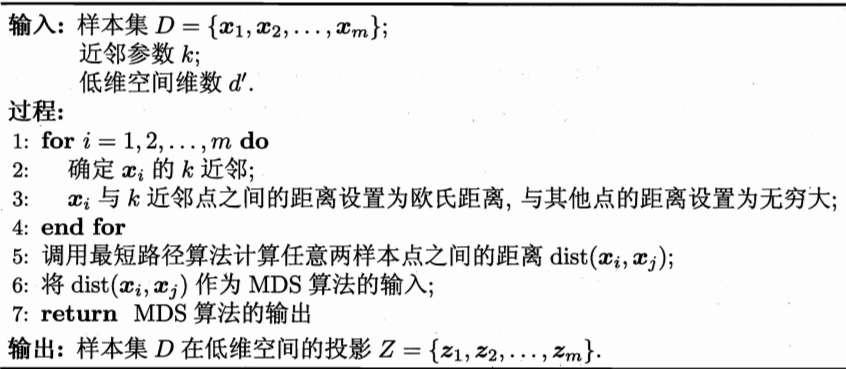 输入: 样本集 D = {x₁, x₂, . . . , xₘ};
近邻参数 k;
低维空间维数 d′.
过程:
1: for i = 1, 2, . . . , m do
2: 确定 xᵢ 的 k 近邻;
3: xᵢ 与 k 近邻点之间的距离设置为欧氏距离, 与其他点的距离设置为无穷大;
4: end for
5: 调用最短路径算法计算任意两样本点之间的距离 dist(xᵢ, xⱼ);
6: 将 dist(xᵢ, xⱼ) 作为 MDS 算法的输入;
7: return MDS 算法的输出
输出: 样本集 D 在低维空间的投影 Z = {z₁, z₂, . . . , zₘ}.